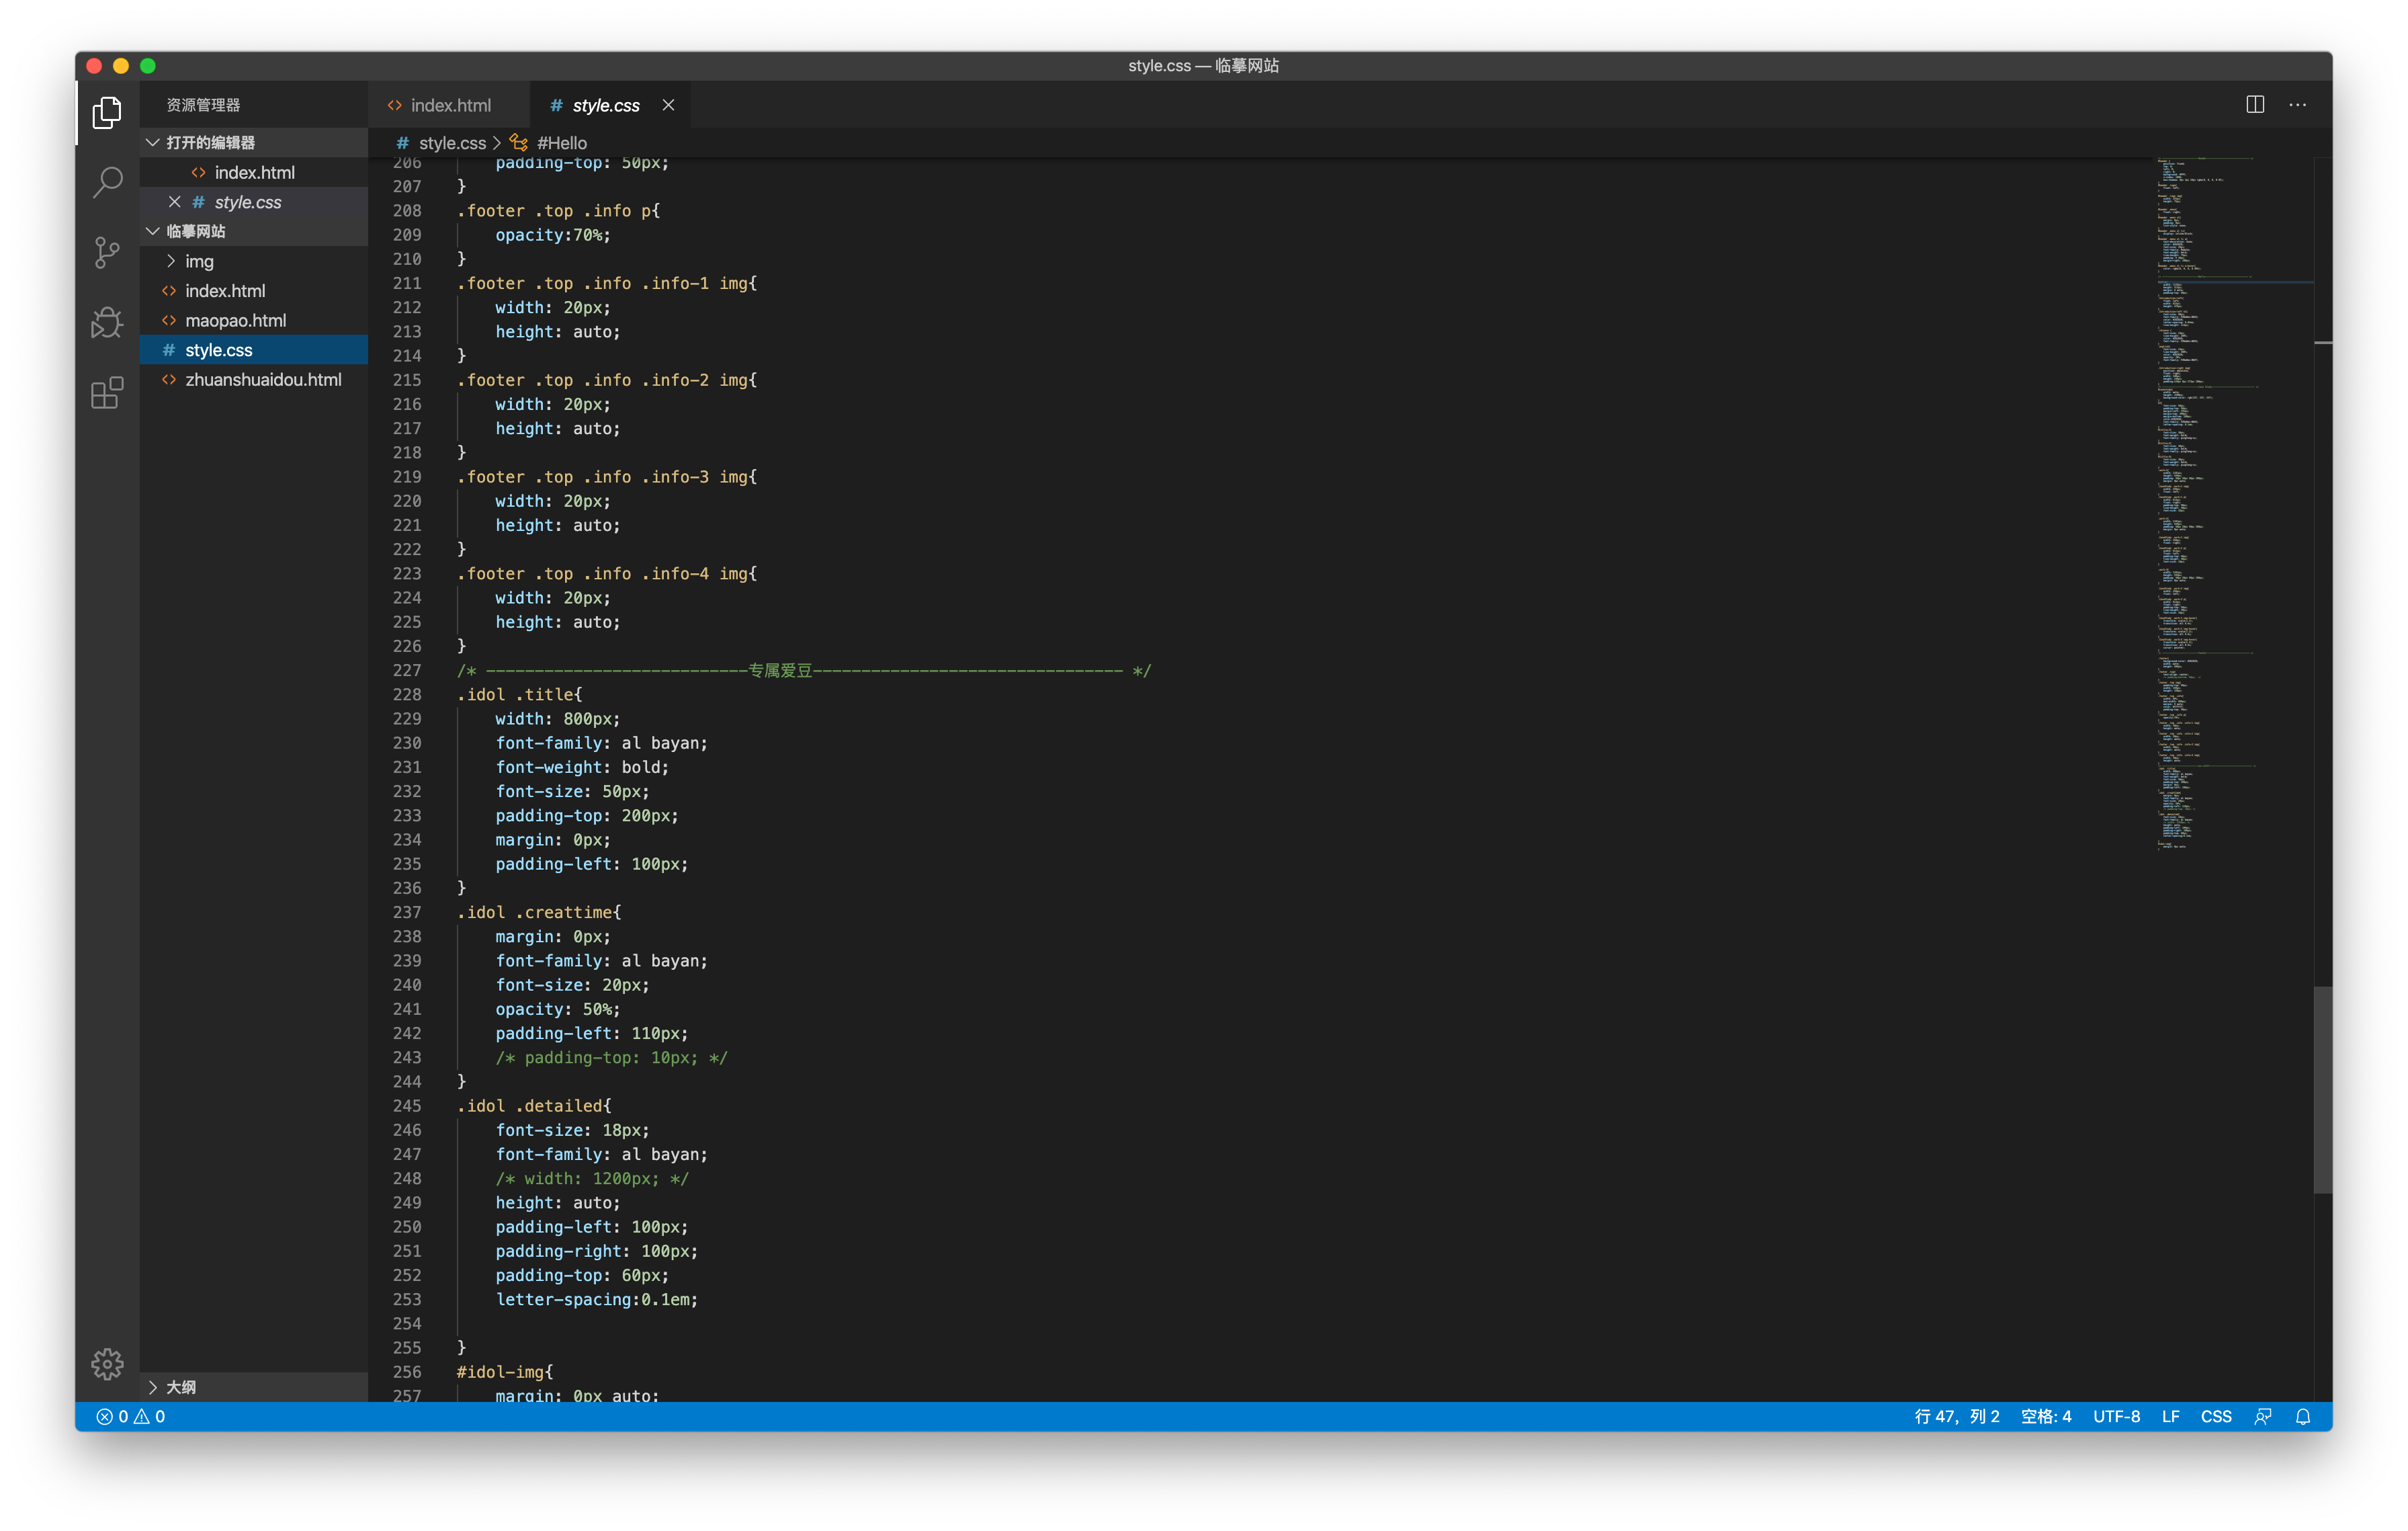 style.css — 临摹网站
资源管理器
打开的编辑器
index.html
style.css
临摹网站
img
index.html
maopao.html
style.css
zhuanshuaidou.html
大纲
index.html
style.css
style.css > #Hello
206 padding-top: 50px;
207 }
208 .footer .top .info p{
209 opacity:70%;
210 }
211 .footer .top .info .info-1 img{
212 width: 20px;
213 height: auto;
214 }
215 .footer .top .info .info-2 img{
216 width: 20px;
217 height: auto;
218 }
219 .footer .top .info .info-3 img{
220 width: 20px;
221 height: auto;
222 }
223 .footer .top .info .info-4 img{
224 width: 20px;
225 height: auto;
226 }
227 /* ---------------------------专属爱豆-------------------------------- */
228 .idol .title{
229 width: 800px;
230 font-family: al bayan;
231 font-weight: bold;
232 font-size: 50px;
233 padding-top: 200px;
234 margin: 0px;
235 padding-left: 100px;
236 }
237 .idol .creattime{
238 margin: 0px;
239 font-family: al bayan;
240 font-size: 20px;
241 opacity: 50%;
242 padding-left: 110px;
243 /* padding-top: 10px; */
244 }
245 .idol .detailed{
246 font-size: 18px;
247 font-family: al bayan;
248 /* width: 1200px; */
249 height: auto;
250 padding-left: 100px;
251 padding-right: 100px;
252 padding-top: 60px;
253 letter-spacing:0.1em;
254
255 }
256 #idol-img{
257 margin: 0px auto;
0 0
行 47，列 2 空格: 4 UTF-8 LF CSS